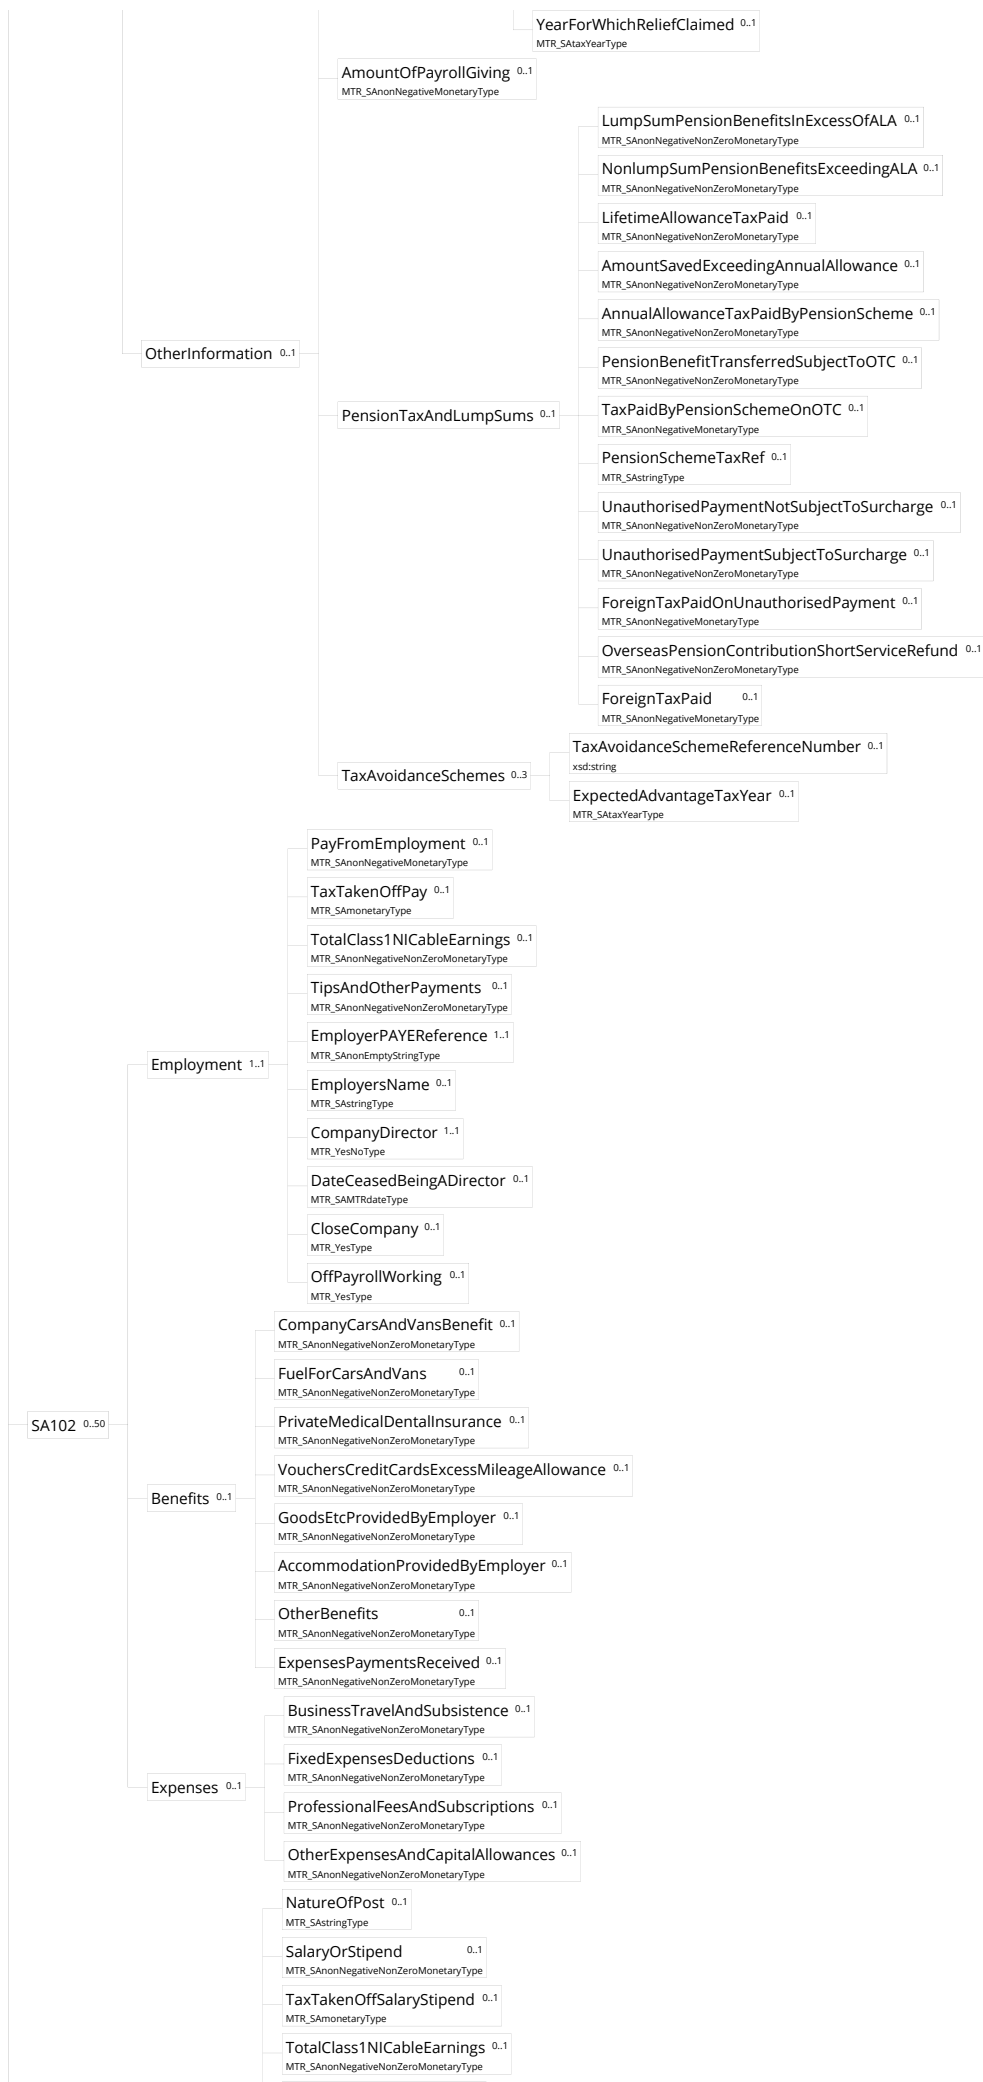 YearForWhichReliefClaimed 0..1
MTR_SAtaxYearType
AmountOfPayrollGiving 0..1
MTR_SAnonNegativeMonetaryType
LumpSumPensionBenefitsInExcessOfALA 0..1
MTR_SAnonNegativeNonZeroMonetaryType
NonlumpSumPensionBenefitsExceedingALA 0..1
MTR_SAnonNegativeNonZeroMonetaryType
LifetimeAllowanceTaxPaid 0..1
MTR_SAnonNegativeNonZeroMonetaryType
AmountSavedExceedingAnnualAllowance 0..1
MTR_SAnonNegativeNonZeroMonetaryType
AnnualAllowanceTaxPaidByPensionScheme 0..1
MTR_SAnonNegativeNonZeroMonetaryType
OtherInformation 0..1
PensionBenefitTransferredSubjectToOTC 0..1
MTR_SAnonNegativeNonZeroMonetaryType
PensionTaxAndLumpSums 0..1
TaxPaidByPensionSchemeOnOTC 0..1
MTR_SAnonNegativeMonetaryType
PensionSchemeTaxRef 0..1
MTR_SAstringType
UnauthorisedPaymentNotSubjectToSurcharge 0..1
MTR_SAnonNegativeNonZeroMonetaryType
UnauthorisedPaymentSubjectToSurcharge 0..1
MTR_SAnonNegativeNonZeroMonetaryType
ForeignTaxPaidOnUnauthorisedPayment 0..1
MTR_SAnonNegativeMonetaryType
OverseasPensionContributionShortServiceRefund 0..1
MTR_SAnonNegativeNonZeroMonetaryType
ForeignTaxPaid 0..1
MTR_SAnonNegativeMonetaryType
TaxAvoidanceSchemes 0..3
TaxAvoidanceSchemeReferenceNumber 0..1
xsd:string
ExpectedAdvantageTaxYear 0..1
MTR_SAtaxYearType
PayFromEmployment 0..1
MTR_SAnonNegativeMonetaryType
TaxTakenOffPay 0..1
MTR_SAmonetaryType
TotalClass1NICableEarnings 0..1
MTR_SAnonNegativeNonZeroMonetaryType
TipsAndOtherPayments 0..1
MTR_SAnonNegativeNonZeroMonetaryType
EmployerPAYEReference 1..1
MTR_SAnonEmptyStringType
Employment 1..1
EmployersName 0..1
MTR_SAstringType
CompanyDirector 1..1
MTR_YesNoType
DateCeasedBeingADirector 0..1
MTR_SAMTRdateType
CloseCompany 0..1
MTR_YesType
OffPayrollWorking 0..1
MTR_YesType
CompanyCarsAndVansBenefit 0..1
MTR_SAnonNegativeNonZeroMonetaryType
FuelForCarsAndVans 0..1
MTR_SAnonNegativeNonZeroMonetaryType
SA102 0..50
PrivateMedicalDentalInsurance 0..1
MTR_SAnonNegativeNonZeroMonetaryType
VouchersCreditCardsExcessMileageAllowance 0..1
MTR_SAnonNegativeNonZeroMonetaryType
Benefits 0..1
GoodsEtcProvidedByEmployer 0..1
MTR_SAnonNegativeNonZeroMonetaryType
AccommodationProvidedByEmployer 0..1
MTR_SAnonNegativeNonZeroMonetaryType
OtherBenefits 0..1
MTR_SAnonNegativeNonZeroMonetaryType
ExpensesPaymentsReceived 0..1
MTR_SAnonNegativeNonZeroMonetaryType
BusinessTravelAndSubsistence 0..1
MTR_SAnonNegativeNonZeroMonetaryType
FixedExpensesDeductions 0..1
MTR_SAnonNegativeNonZeroMonetaryType
Expenses 0..1
ProfessionalFeesAndSubscriptions 0..1
MTR_SAnonNegativeNonZeroMonetaryType
OtherExpensesAndCapitalAllowances 0..1
MTR_SAnonNegativeNonZeroMonetaryType
NatureOfPost 0..1
MTR_SAstringType
SalaryOrStipend 0..1
MTR_SAnonNegativeNonZeroMonetaryType
TaxTakenOffSalaryStipend 0..1
MTR_SAmonetaryType
TotalClass1NICableEarnings 0..1
MTR_SAnonNegativeNonZeroMonetaryType